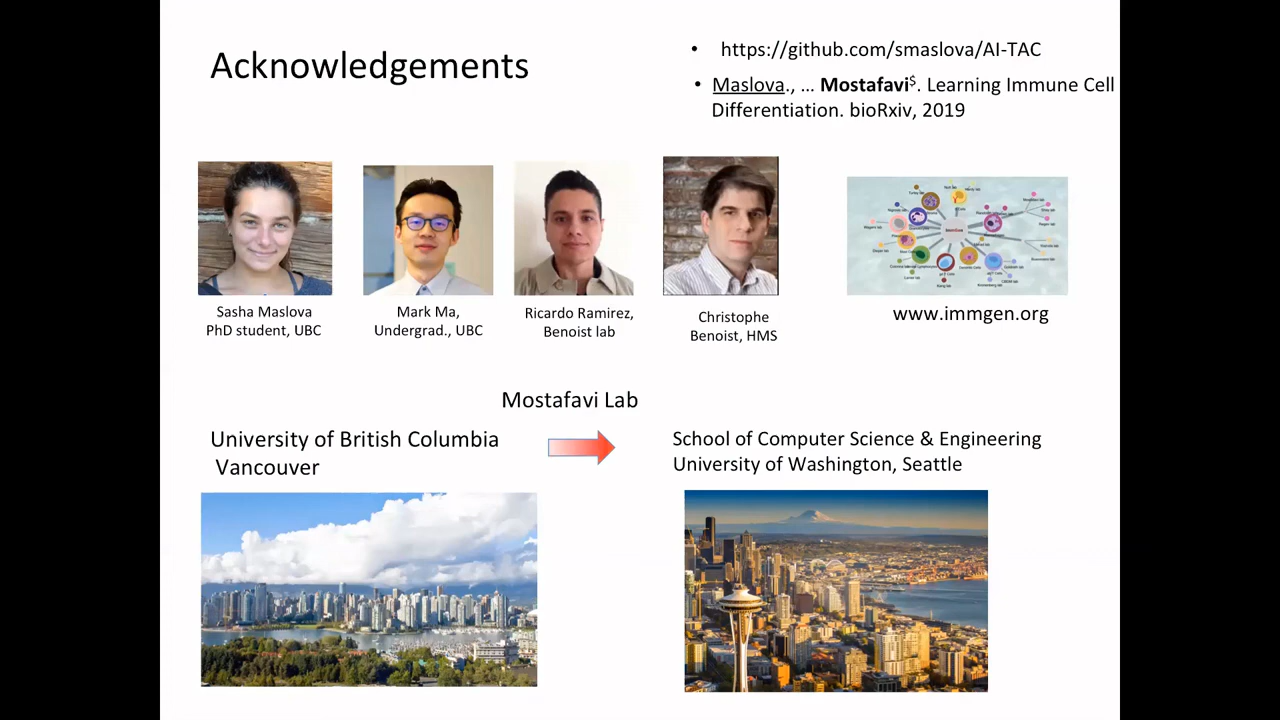 Acknowledgements
• https://github.com/smaslova/AI-TAC
• Maslova., … Mostafavi$. Learning Immune Cell
Differentiation. bioRxiv, 2019
Sasha Maslova
PhD student, UBC
Mark Ma,
Undergrad., UBC
Ricardo Ramirez,
Benoist lab
Christophe
Benoist, HMS
www.immgen.org
Mostafavi Lab
University of British Columbia
Vancouver
School of Computer Science & Engineering
University of Washington, Seattle